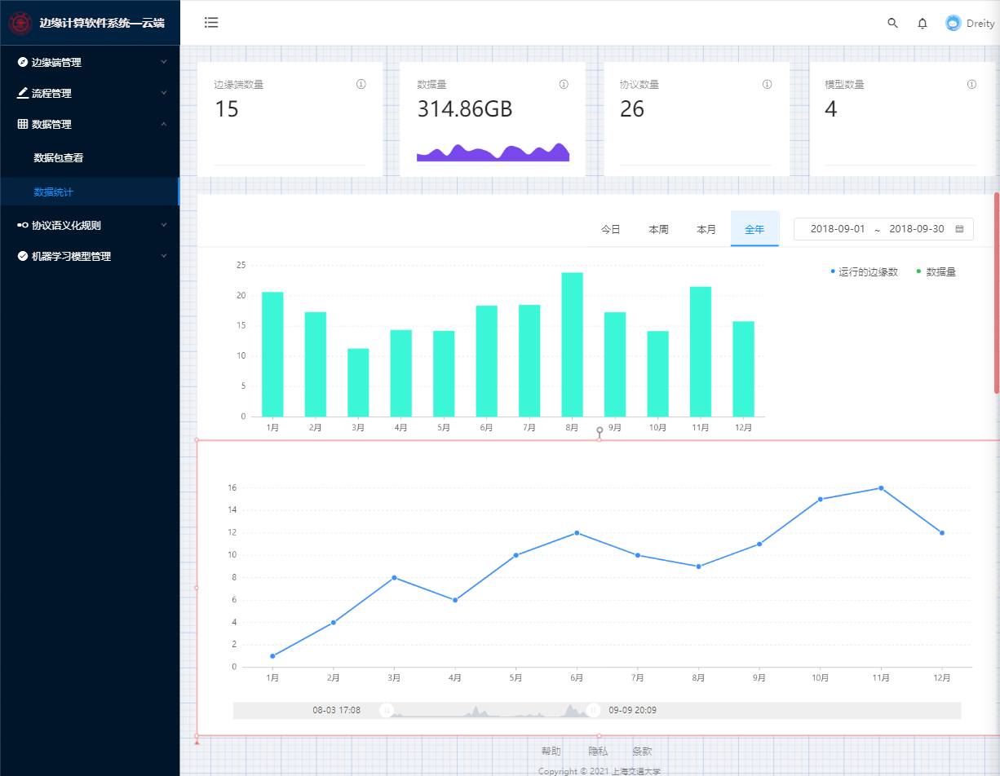 边缘计算软件系统—云端
Dreity
边缘端管理
流程管理
数据管理
数据包查看
数据统计
协议语义化规则
机器学习模型管理
边缘端数量
15
数据量
314.86GB
协议数量
26
模型数量
4
今日 本周 本月 全年 2018-09-01 ~ 2018-09-30
运行的边缘数 数据量
25
20
15
10
5
0
1月 2月 3月 4月 5月 6月 7月 8月 9月 10月 11月 12月
16
14
12
10
8
6
4
2
0
1月 2月 3月 4月 5月 6月 7月 8月 9月 10月 11月 12月
08-03 17:08 09-09 20:09
帮助 隐私 条款
Copyright © 2021 上海交通大学